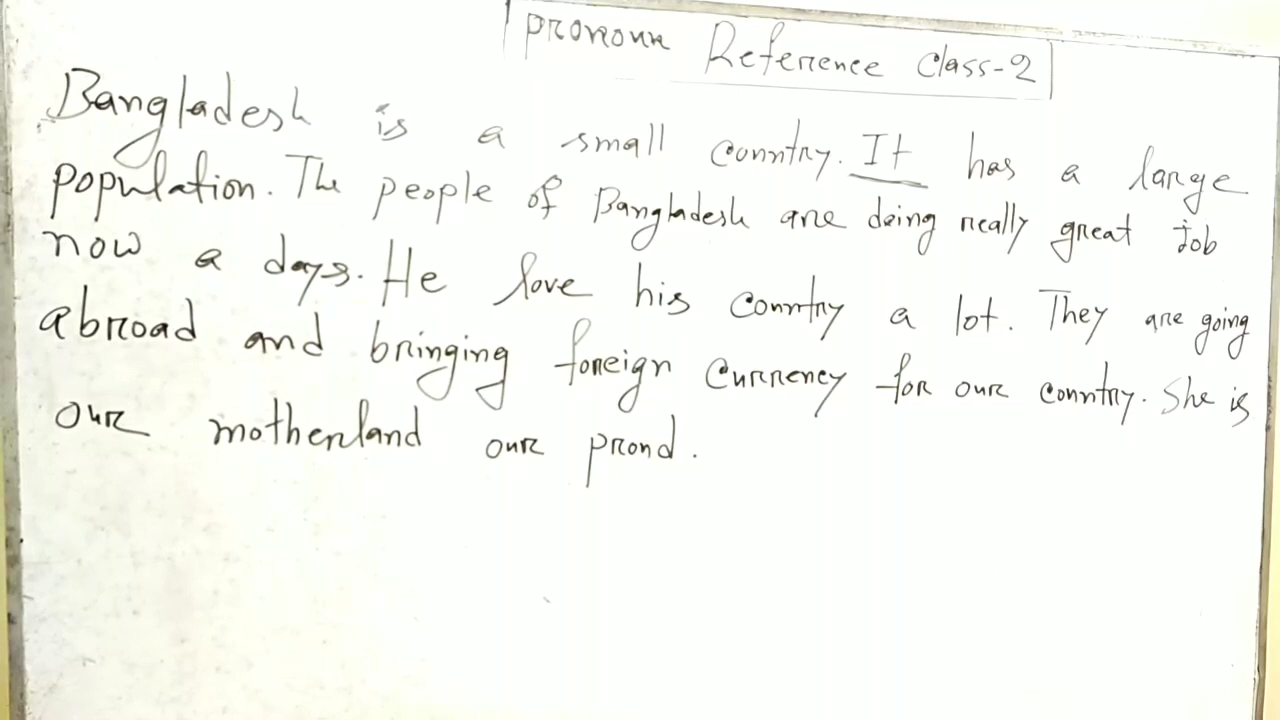 Pronoun Reference Class-2
Bangladesh is a small country. It has a large
population. The people of Bangladesh are doing really great job
now a days. He love his country a lot. They are going
abroad and bringing foreign currency for our country. She is
our motherland our proud.